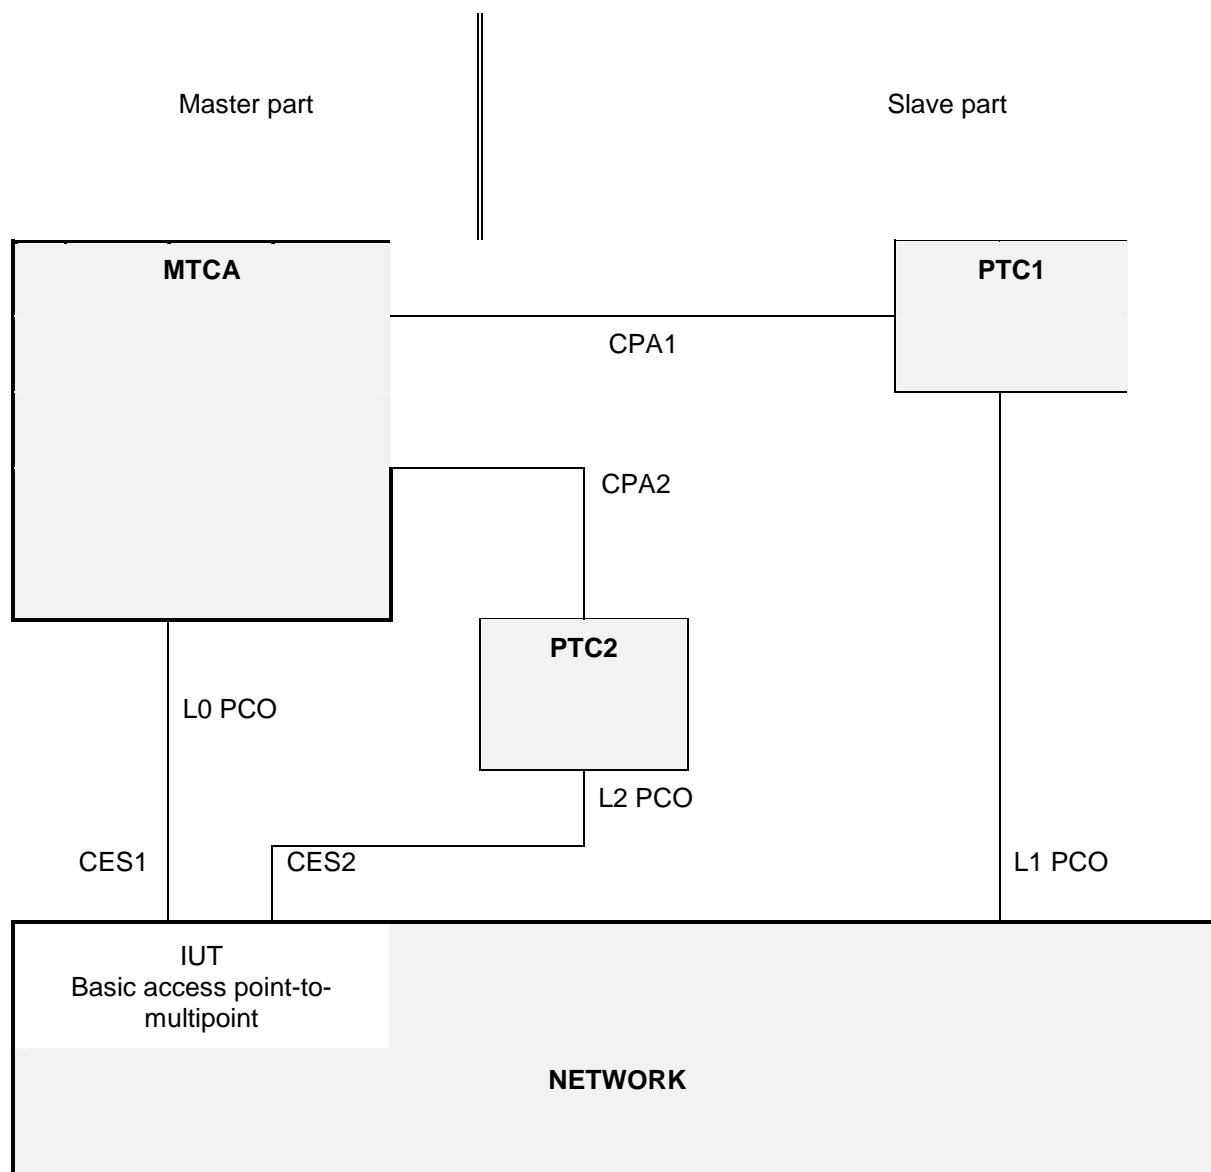 Master part
Slave part
MTCA
PTC1
CPA1
CPA2
PTC2
L0 PCO
L2 PCO
CES1
CES2
L1 PCO
IUT
Basic access point-to-
multipoint
NETWORK